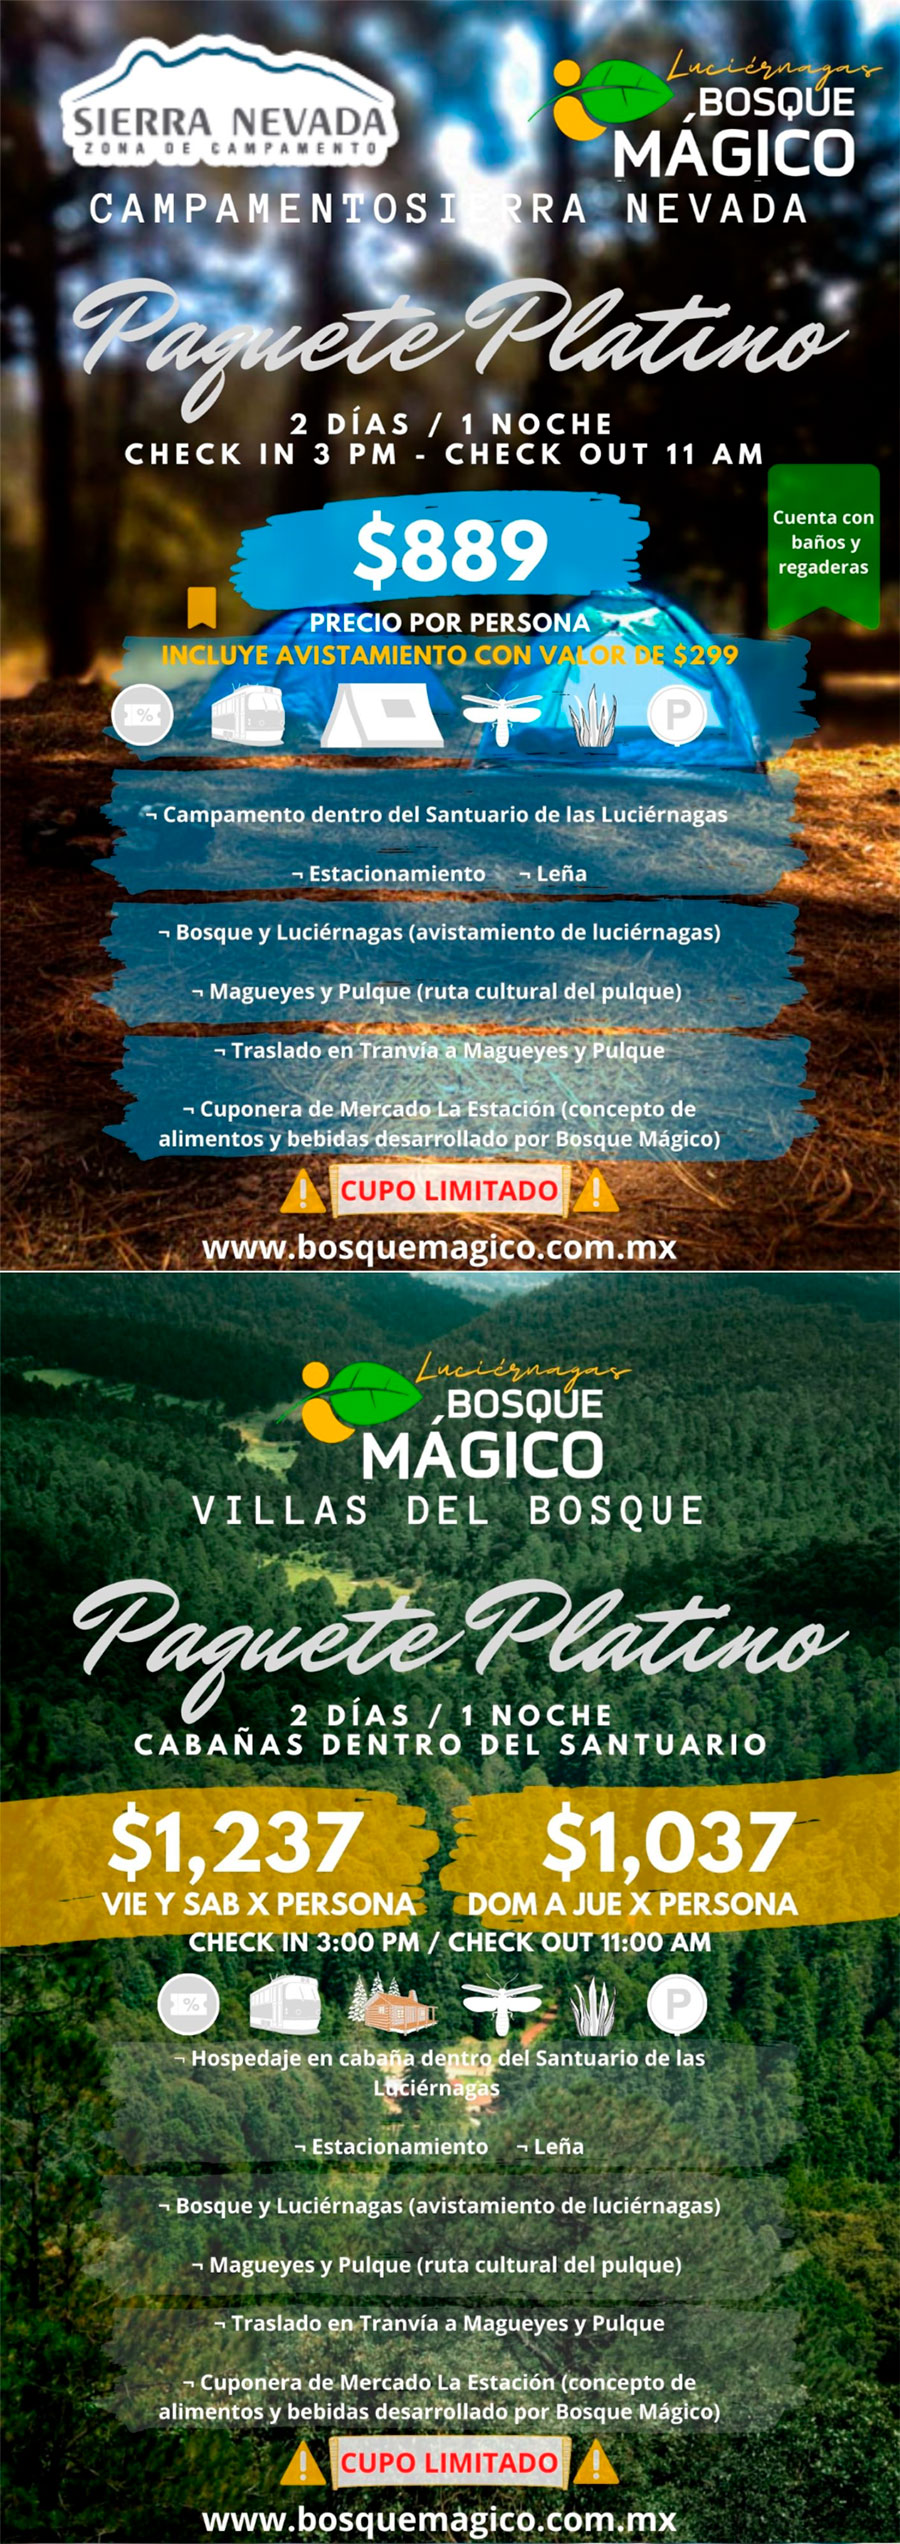 SIERRA NEVADA
ZONA DE CAMPAMENTO
Luciérnagas
BOSQUE
MÁGICO
CAMPAMENTOSIERRA NEVADA
Paquete Platino
2 DÍAS / 1 NOCHE
CHECK IN 3 PM - CHECK OUT 11 AM
Cuenta con
baños y
regaderas
$889
PRECIO POR PERSONA
INCLUYE AVISTAMIENTO CON VALOR DE $299
%
P
¬ Campamento dentro del Santuario de las Luciérnagas
¬ Estacionamiento ¬ Leña
¬ Bosque y Luciérnagas (avistamiento de luciérnagas)
¬ Magueyes y Pulque (ruta cultural del pulque)
¬ Traslado en Tranvía a Magueyes y Pulque
¬ Cuponera de Mercado La Estación (concepto de
alimentos y bebidas desarrollado por Bosque Mágico)
! CUPO LIMITADO !
www.bosquemagico.com.mx
Luciérnagas
BOSQUE
MÁGICO
VILLAS DEL BOSQUE
Paquete Platino
2 DÍAS / 1 NOCHE
CABAÑAS DENTRO DEL SANTUARIO
$1,237 $1,037
VIE Y SAB X PERSONA DOM A JUE X PERSONA
CHECK IN 3:00 PM / CHECK OUT 11:00 AM
%
P
¬ Hospedaje en cabaña dentro del Santuario de las
Luciérnagas
¬ Estacionamiento ¬ Leña
¬ Bosque y Luciérnagas (avistamiento de luciérnagas)
¬ Magueyes y Pulque (ruta cultural del pulque)
¬ Traslado en Tranvía a Magueyes y Pulque
¬ Cuponera de Mercado La Estación (concepto de
alimentos y bebidas desarrollado por Bosque Mágico)
! CUPO LIMITADO !
www.bosquemagico.com.mx